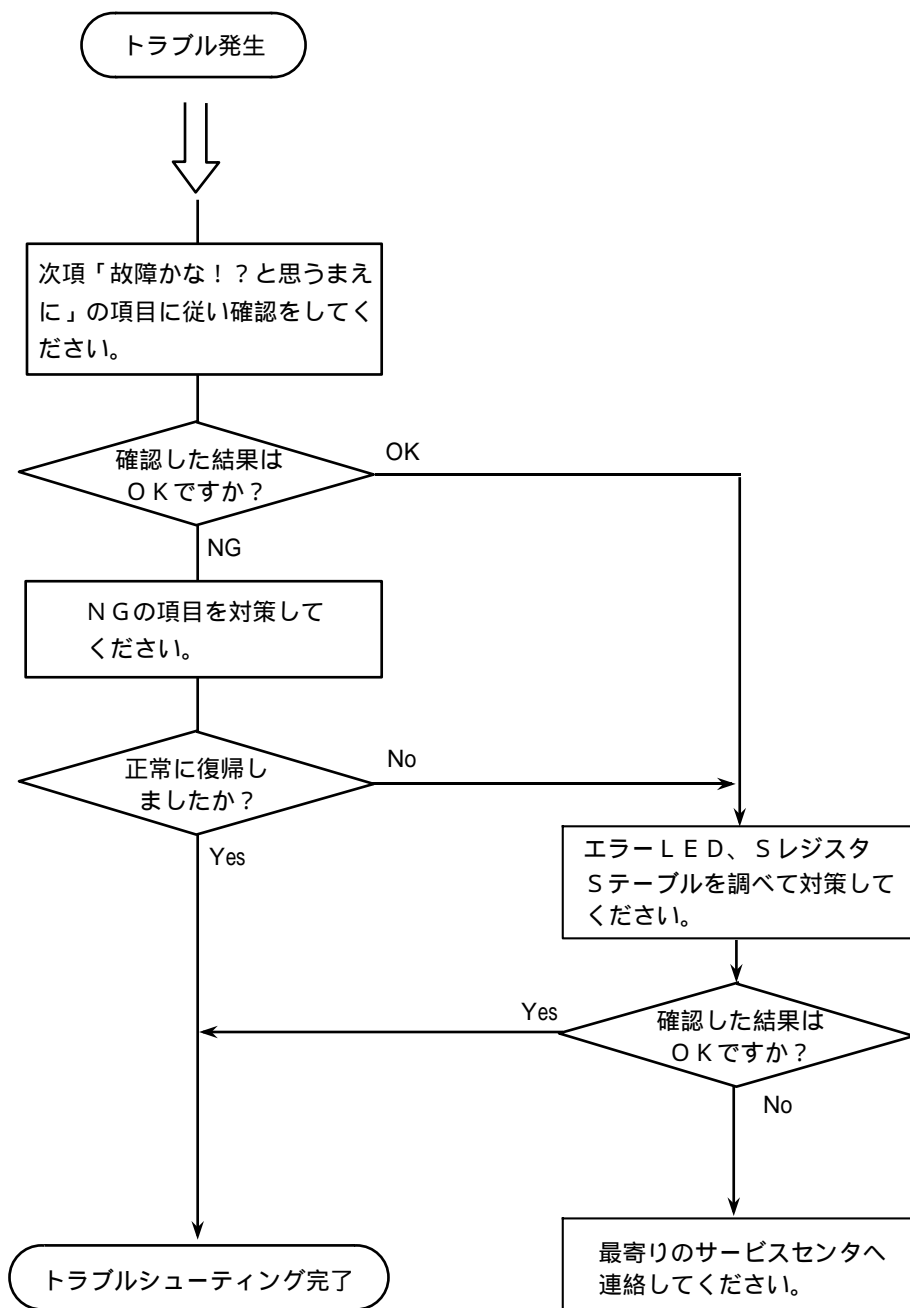 トラブル発生
次項「故障かな！？と思うまえ
に」の項目に従い確認をしてく
ださい。
確認した結果は
ＯＫですか？
OK
NG
ＮＧの項目を対策して
ください。
正常に復帰し
ましたか？
No
Yes
エラーＬＥＤ、Ｓレジスタ
Ｓテーブルを調べて対策して
ください。
確認した結果は
ＯＫですか？
Yes
No
トラブルシューティング完了
最寄りのサービスセンタへ
連絡してください。